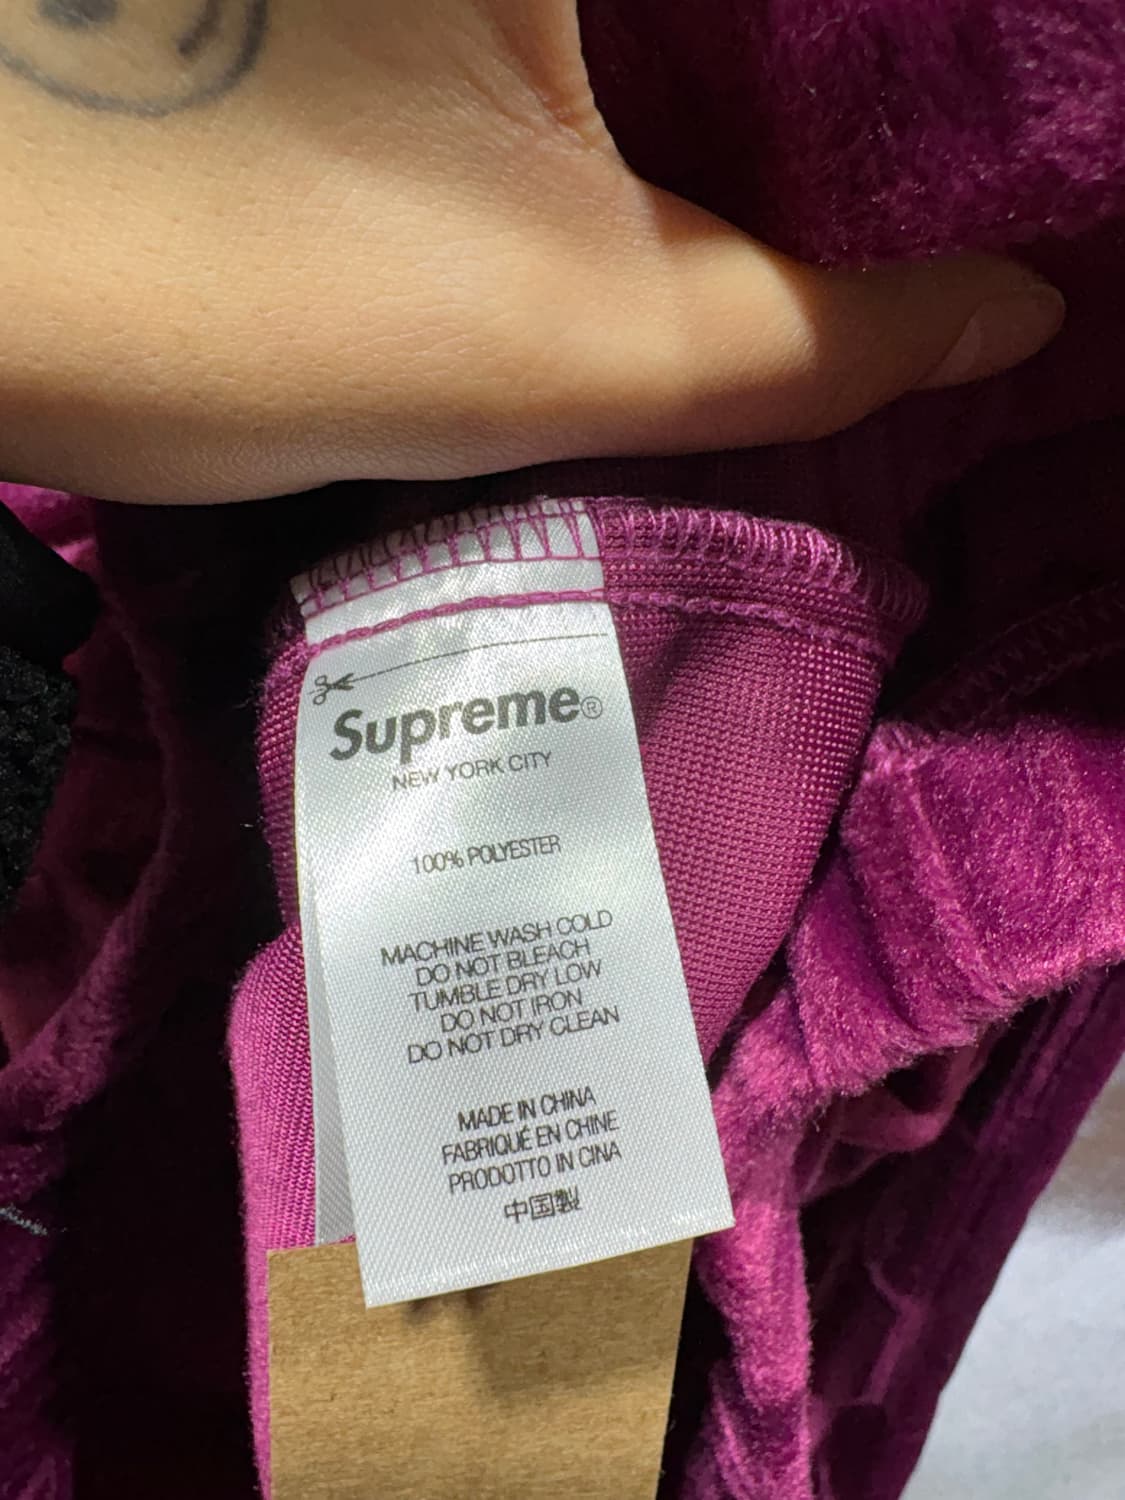 Supreme®
NEW YORK CITY
100% POLYESTER
MACHINE WASH COLD
DO NOT BLEACH
TUMBLE DRY LOW
DO NOT IRON
DO NOT DRY CLEAN
MADE IN CHINA
FABRIQUÉ EN CHINE
PRODOTTO IN CINA
中国製